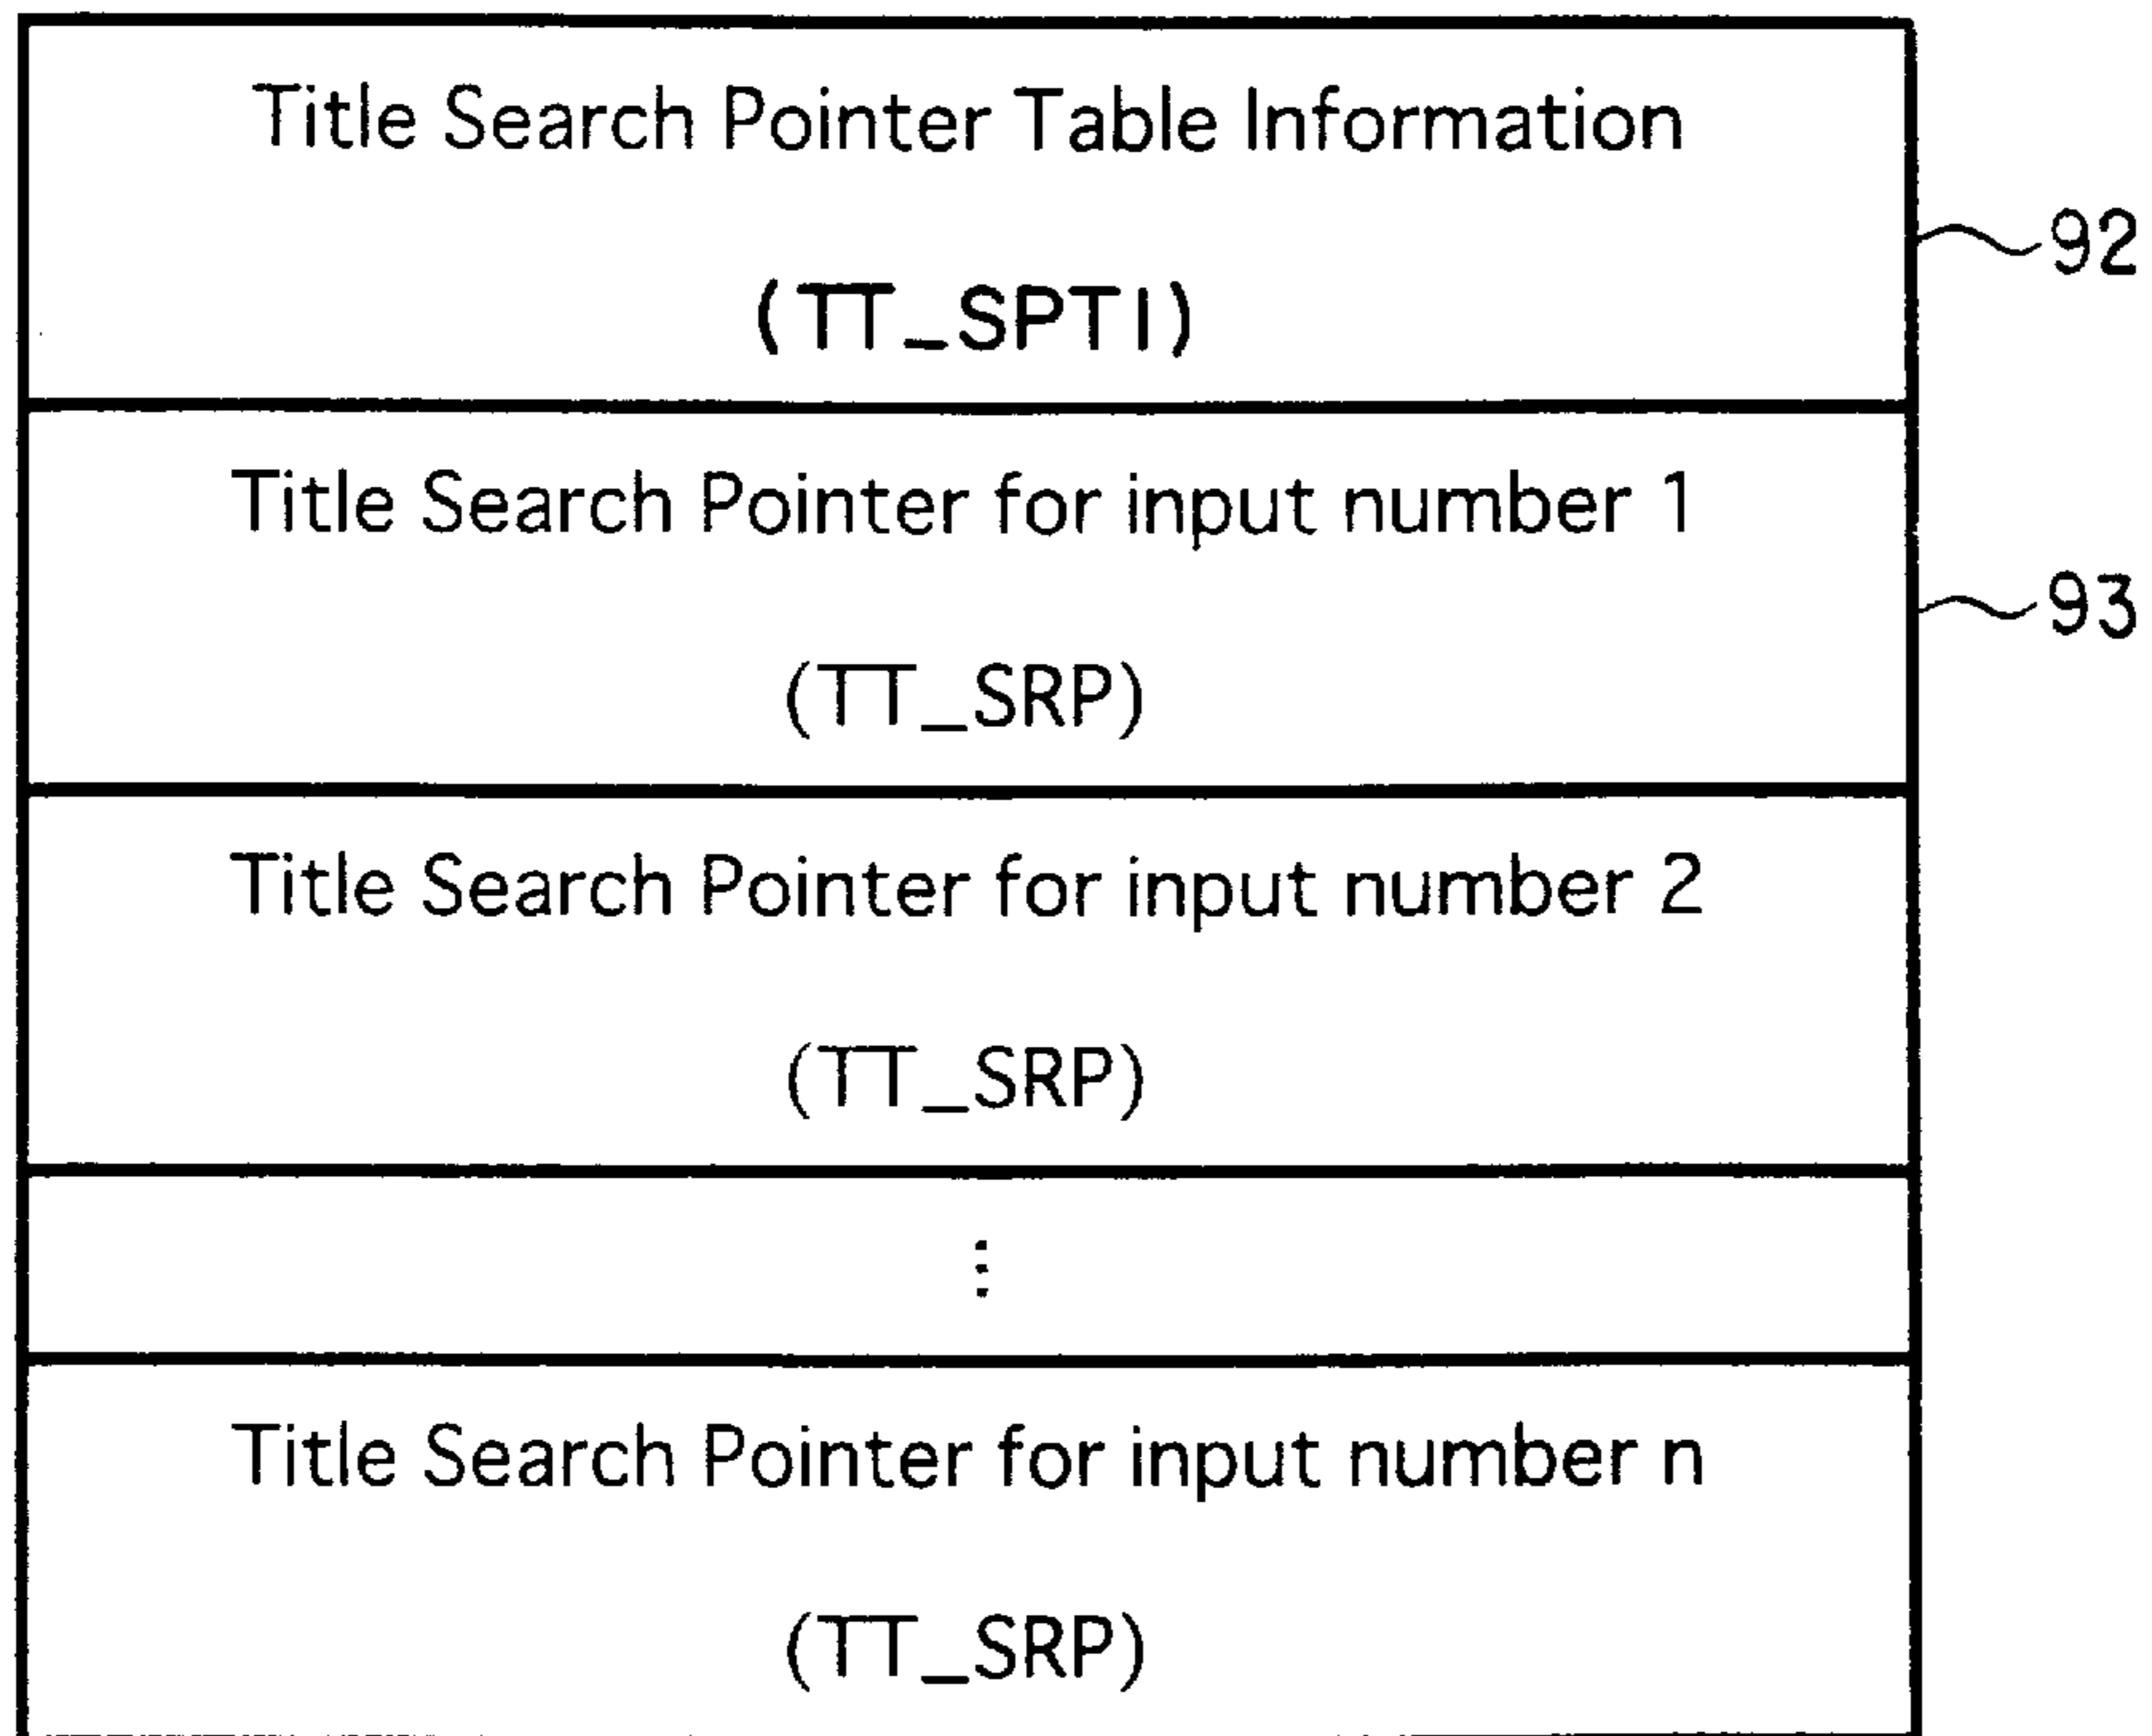 Title Search Pointer Table Information
(TT_SPTI)
92
Title Search Pointer for input number 1
(TT_SRP)
93
Title Search Pointer for input number 2
(TT_SRP)
⋮
Title Search Pointer for input number n
(TT_SRP)